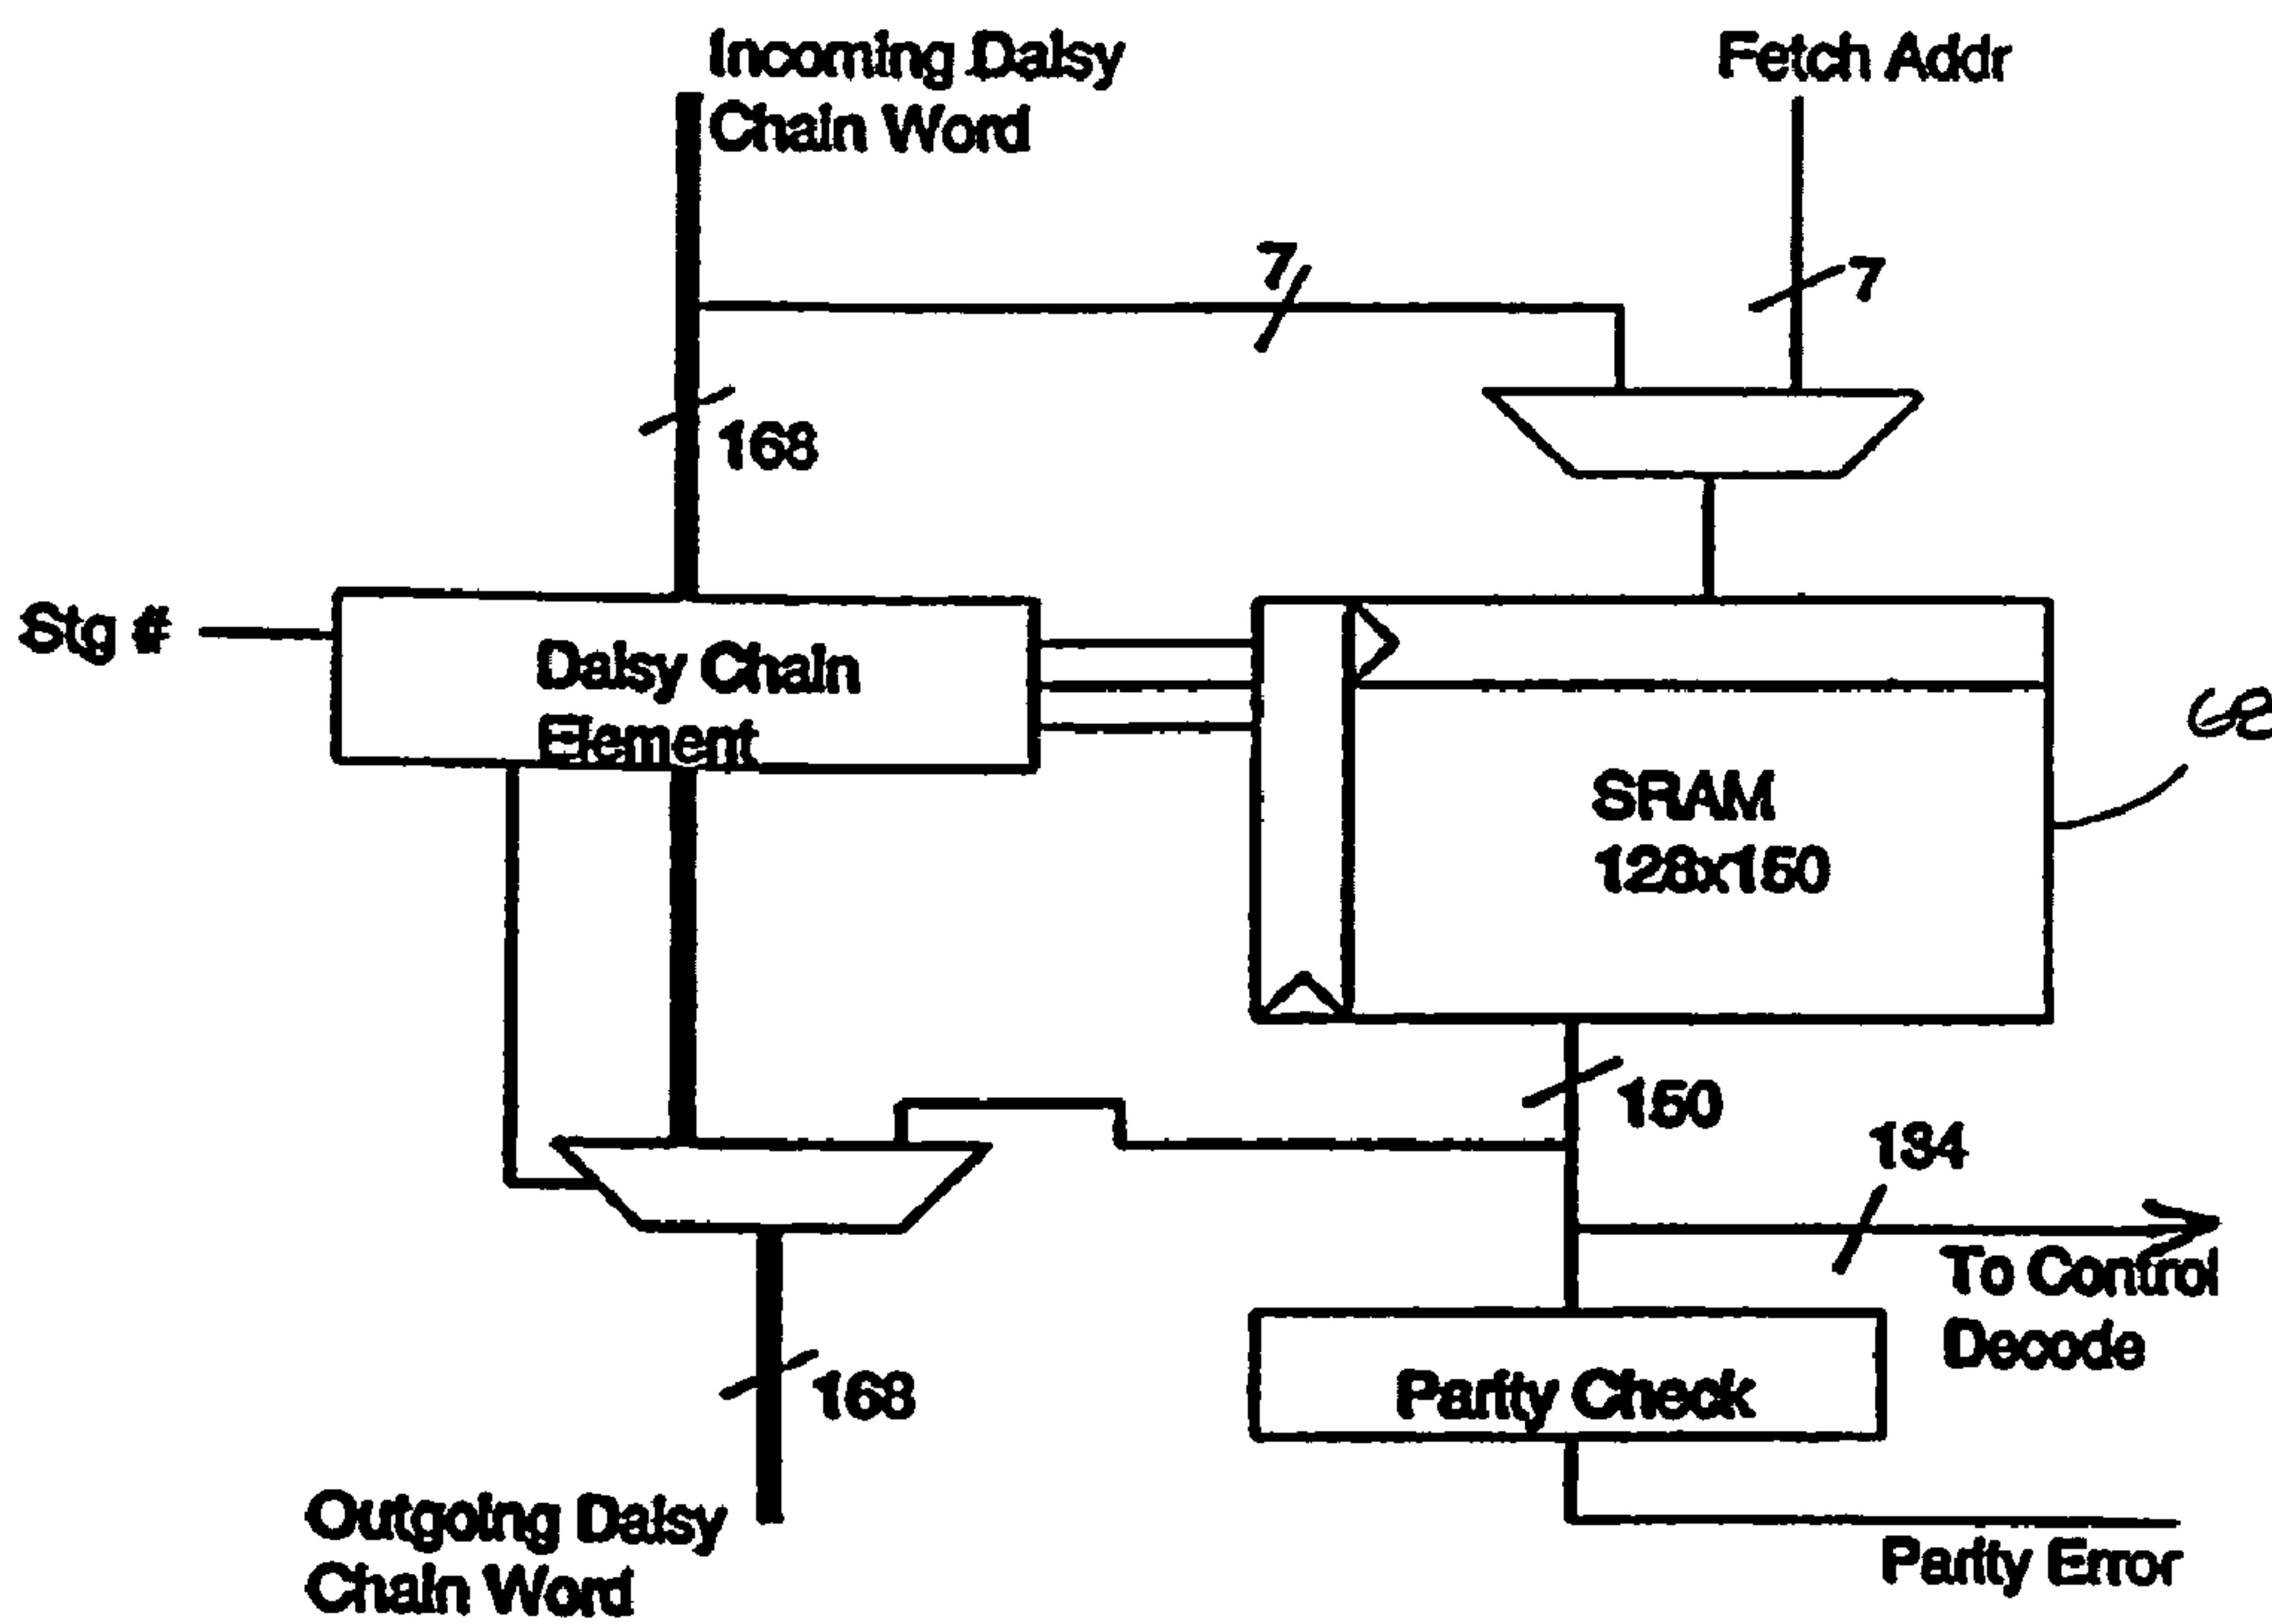 Incoming Daisy
Chain Word
Fetch Addr
7
7
168
Stg #
Daisy Chain
Element
68
SRAM
128x150
150
134
To Control
Decode
Parity Check
168
Outgoing Daisy
Chain Word
Parity Error